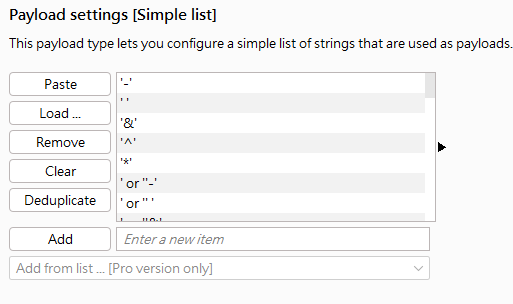 Payload settings [Simple list]
This payload type lets you configure a simple list of strings that are used as payloads.
Paste
Load ...
Remove
Clear
Deduplicate
'-'
' '
'&'
'^'
'*'
' or ''-'
' or '' '
Add
Enter a new item
Add from list ... [Pro version only]